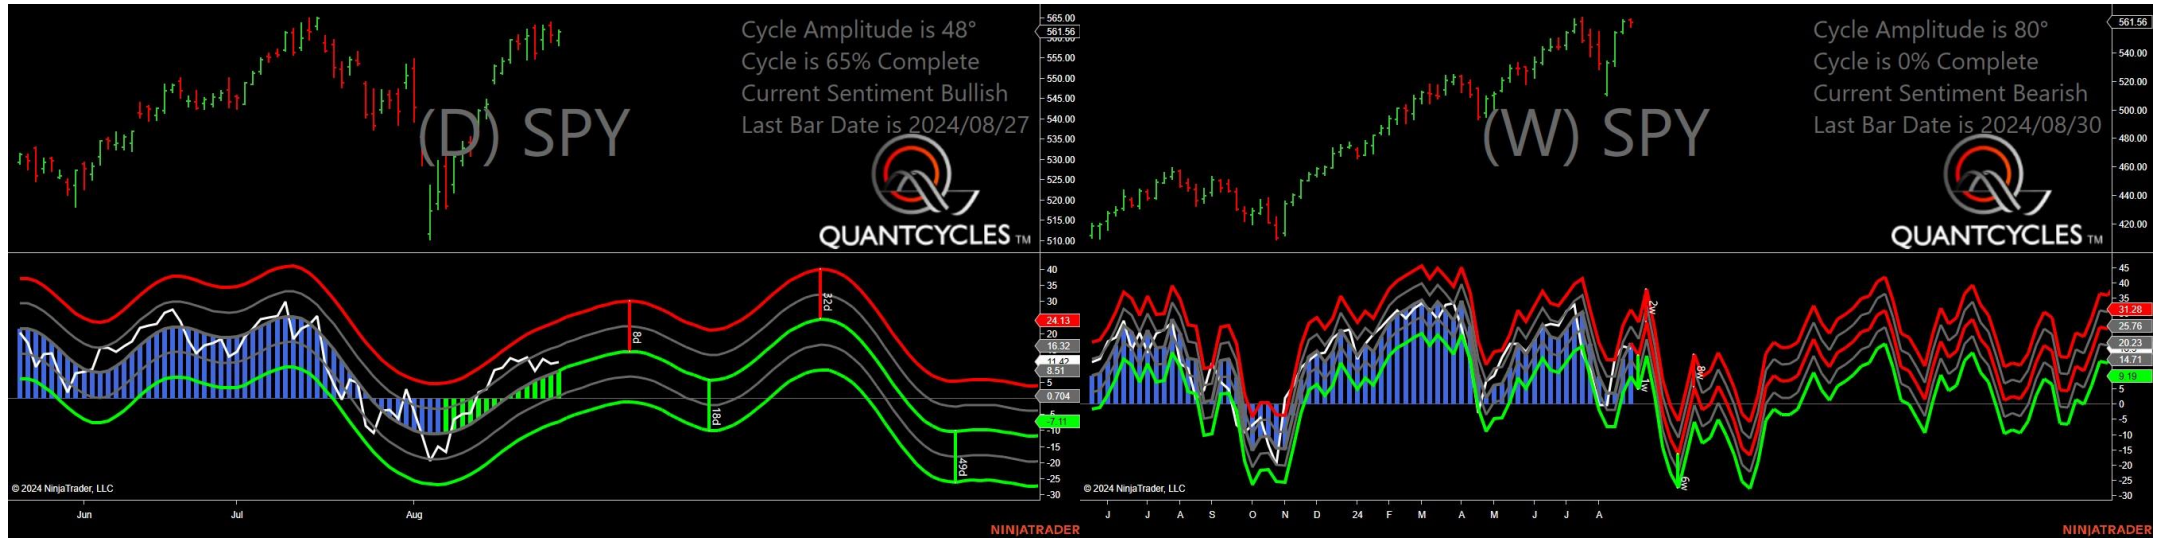 Cycle Amplitude is 48°
Cycle is 65% Complete
Current Sentiment Bullish
Last Bar Date is 2024/08/27
(D) SPY
QUANTCYCLES TM
565.00
561.56
555.00
550.00
545.00
540.00
535.00
530.00
525.00
520.00
515.00
510.00
40
35
30
24.13
20
16.32
11.42
8.51
5
0.704
-5
-7.11
-10
-15
-20
-25
-30
8d
18d
32d
49d
© 2024 NinjaTrader, LLC
Jun Jul Aug
NINJATRADER
Cycle Amplitude is 80°
Cycle is 0% Complete
Current Sentiment Bearish
Last Bar Date is 2024/08/30
(W) SPY
QUANTCYCLES TM
561.56
540.00
520.00
500.00
480.00
460.00
440.00
420.00
45
40
35
31.28
25.76
20.23
14.71
9.19
5
0
-5
-10
-15
-20
-25
-30
2w
1w
8w
6w
© 2024 NinjaTrader, LLC
J J A S O N D 24 F M A M J J A
NINJATRADER